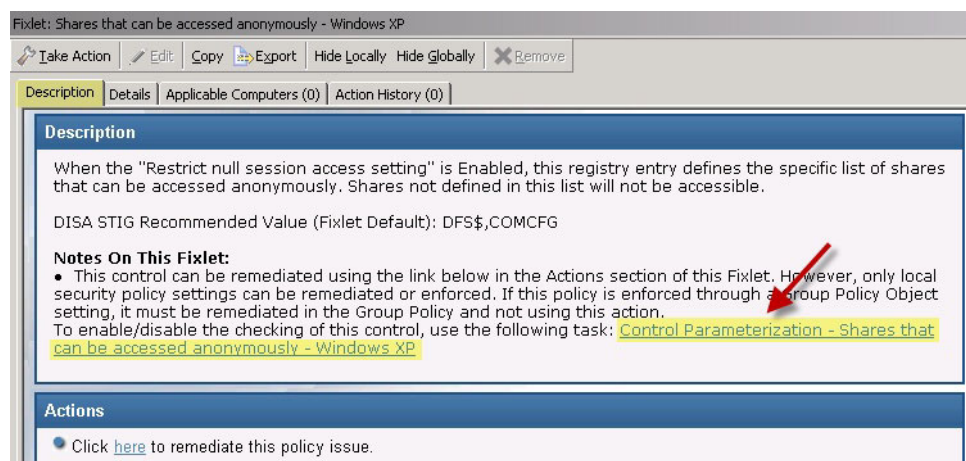 Fixlet: Shares that can be accessed anonymously - Windows XP
Take Action Edit Copy Export Hide Locally Hide Globally Remove
Description Details Applicable Computers (0) Action History (0)
Description
When the "Restrict null session access setting" is Enabled, this registry entry defines the specific list of shares
that can be accessed anonymously. Shares not defined in this list will not be accessible.
DISA STIG Recommended Value (Fixlet Default): DFS$,COMCFG
Notes On This Fixlet:
• This control can be remediated using the link below in the Actions section of this Fixlet. However, only local
security policy settings can be remediated or enforced. If this policy is enforced through a Group Policy Object
setting, it must be remediated in the Group Policy and not using this action.
To enable/disable the checking of this control, use the following task: Control Parameterization - Shares that
can be accessed anonymously - Windows XP
Actions
Click here to remediate this policy issue.